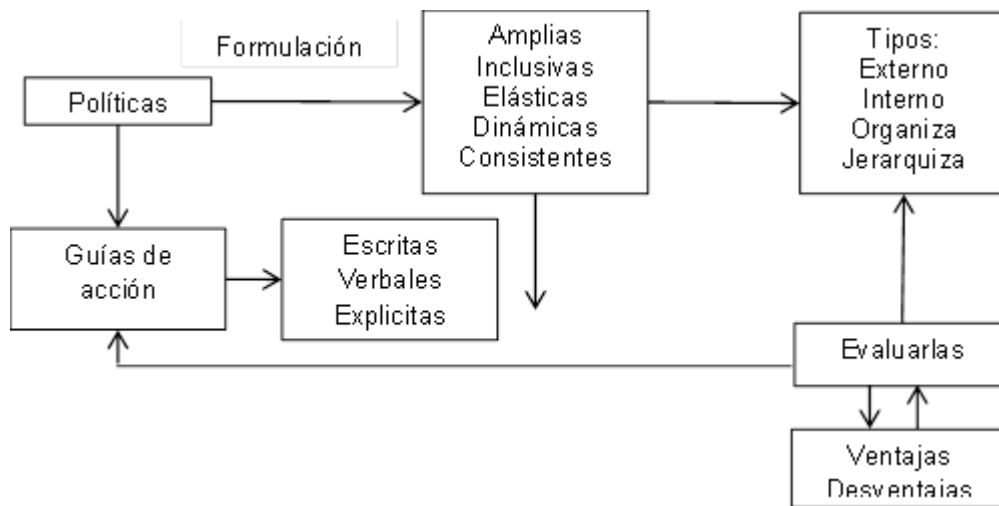 Formulación
Políticas
Amplias
Inclusivas
Elásticas
Dinámicas
Consistentes
Tipos:
Externo
Interno
Organiza
Jerarquiza
Guías de
acción
Escritas
Verbales
Explicitas
Evaluarlas
Ventajas
Desventajas